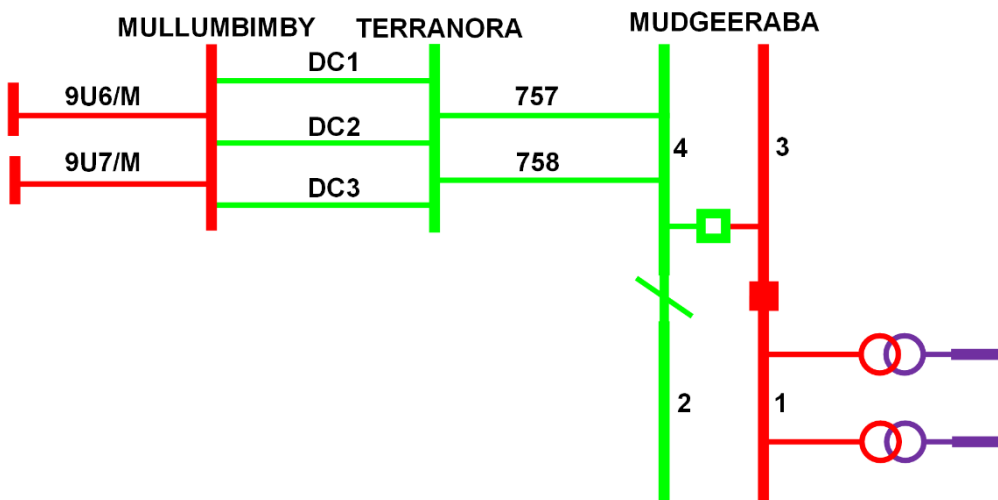 MULLUMBIMBY TERRANORA MUDGEERABA
DC1
9U6/M
757
DC2
4
3
9U7/M
758
DC3
2
1